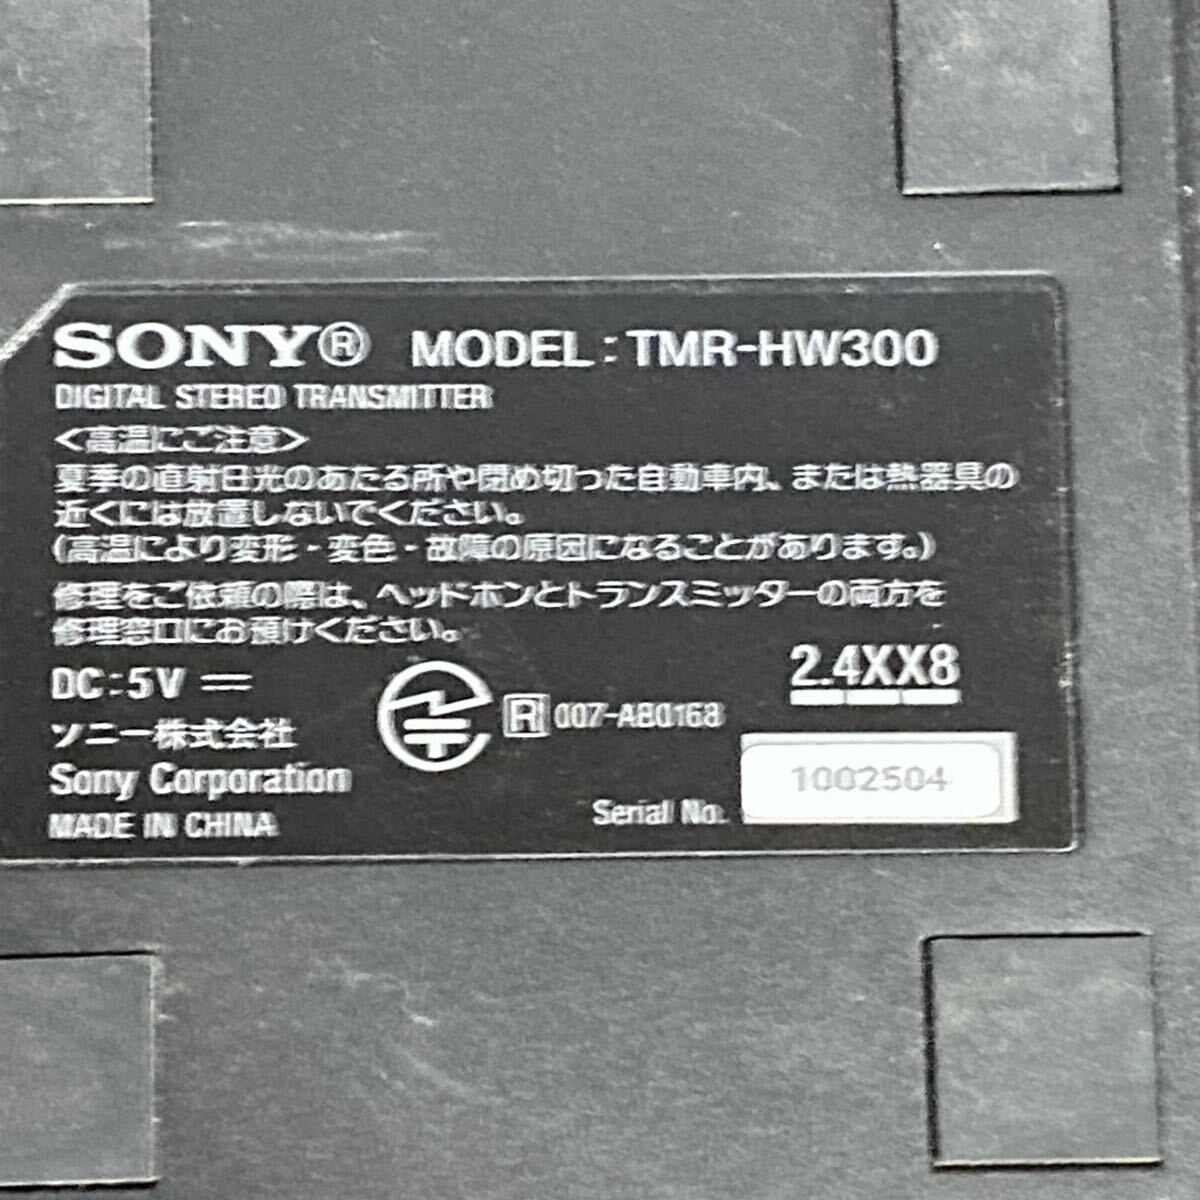 SONY® MODEL:TMR-HW300
DIGITAL STEREO TRANSMITTER
<高温にご注意>
夏季の直射日光のあたる所や閉め切った自動車内、または熱器具の
近くには放置しないでください。
(高温により変形・変色・故障の原因になることがあります。)
修理をご依頼の際は、ヘッドホンとトランスミッターの両方を
修理窓口にお預けください。
DC:5V ⎓
2.4XX8
R 007-AB0168
ソニー株式会社
Sony Corporation
Serial No. 1002504
MADE IN CHINA